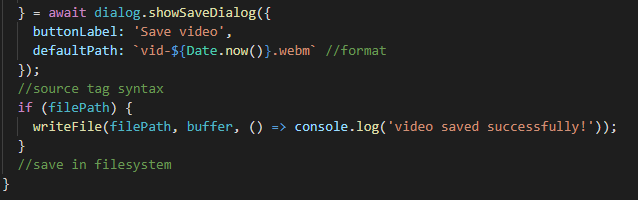 } = await dialog.showSaveDialog({
buttonLabel: 'Save video',
defaultPath: `vid-${Date.now()}.webm` //format
});
//source tag syntax
if (filePath) {
writeFile(filePath, buffer, () => console.log('video saved successfully!'));
}
//save in filesystem
}